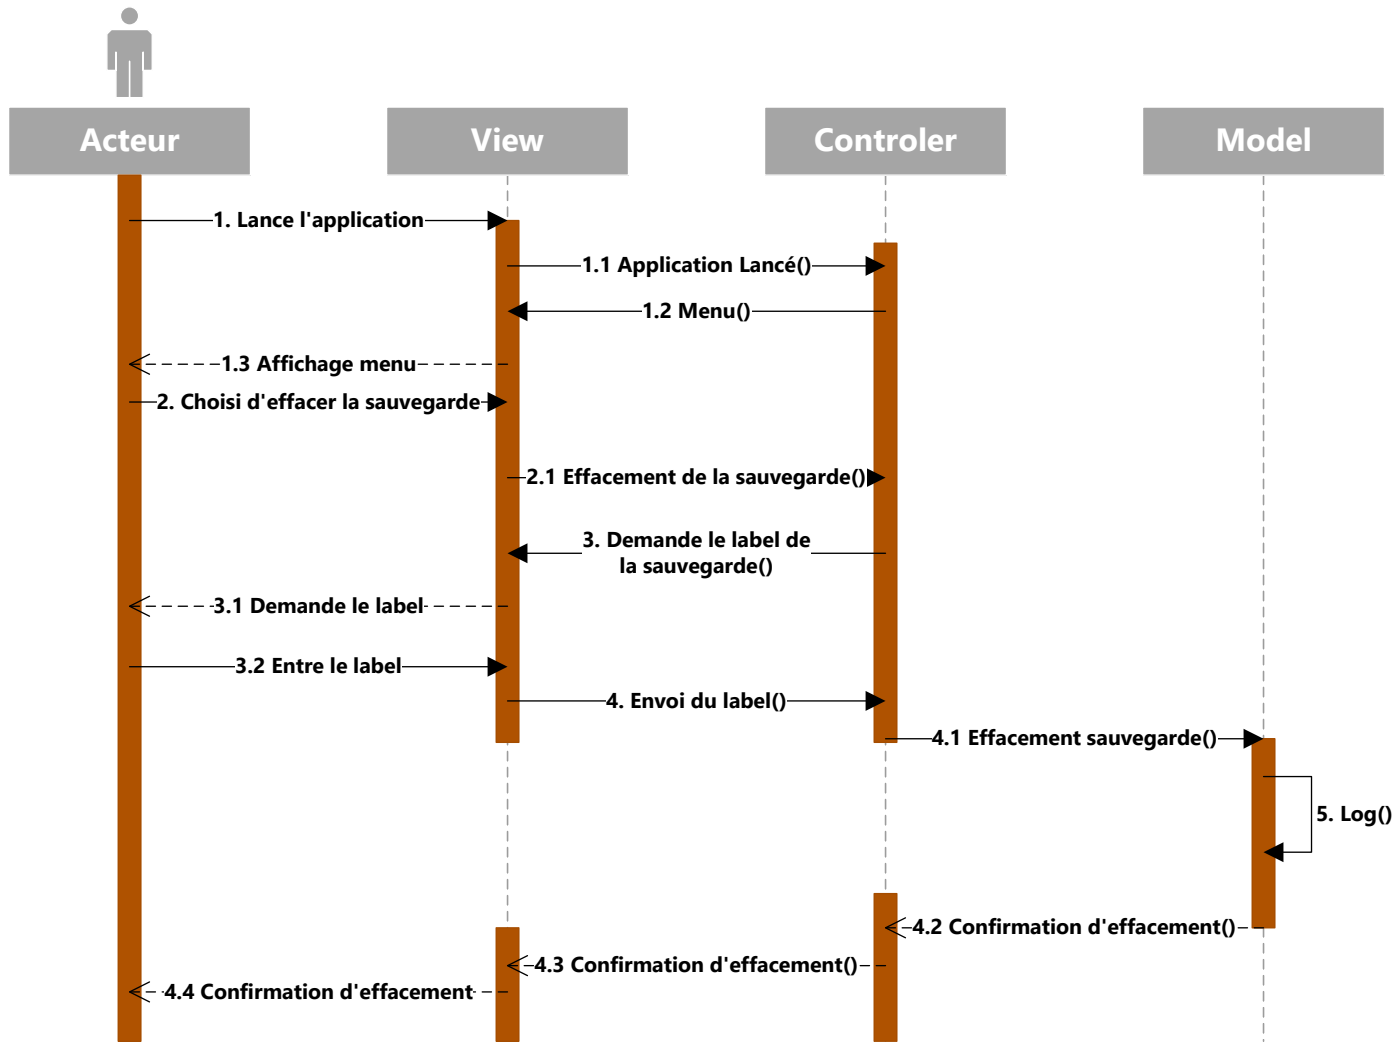 Acteur
View
Controler
Model
1. Lance l'application
1.1 Application Lancé()
1.2 Menu()
1.3 Affichage menu
2. Choisi d'effacer la sauvegarde
2.1 Effacement de la sauvegarde()
3. Demande le label de
la sauvegarde()
3.1 Demande le label
3.2 Entre le label
4. Envoi du label()
4.1 Effacement sauvegarde()
5. Log()
4.2 Confirmation d'effacement()
4.3 Confirmation d'effacement()
4.4 Confirmation d'effacement